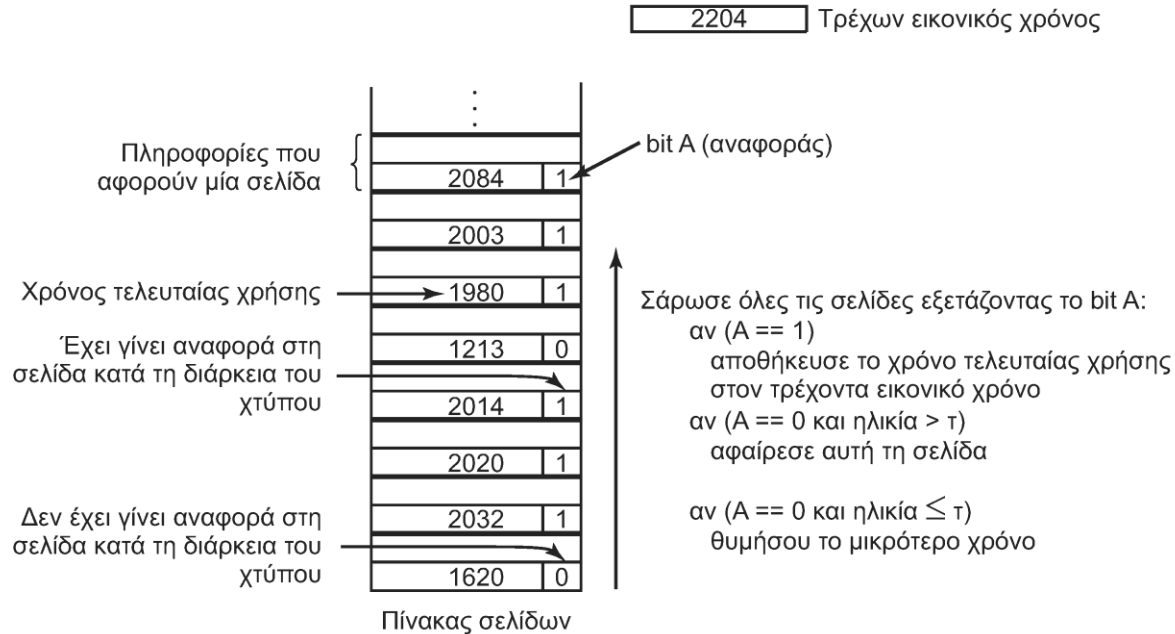 2204 Τρέχων εικονικός χρόνος
Πληροφορίες που
αφορούν μία σελίδα
bit A (αναφοράς)
2084 1
2003 1
Χρόνος τελευταίας χρήσης
1980 1
Έχει γίνει αναφορά στη
σελίδα κατά τη διάρκεια του
χτύπου
1213 0
2014 1
2020 1
Δεν έχει γίνει αναφορά στη
σελίδα κατά τη διάρκεια του
χτύπου
2032 1
1620 0
Πίνακας σελίδων
Σάρωσε όλες τις σελίδες εξετάζοντας το bit A:
αν (A == 1)
αποθήκευσε το χρόνο τελευταίας χρήσης
στον τρέχοντα εικονικό χρόνο
αν (A == 0 και ηλικία > τ)
αφαίρεσε αυτή τη σελίδα
αν (A == 0 και ηλικία ≤ τ)
θυμήσου το μικρότερο χρόνο